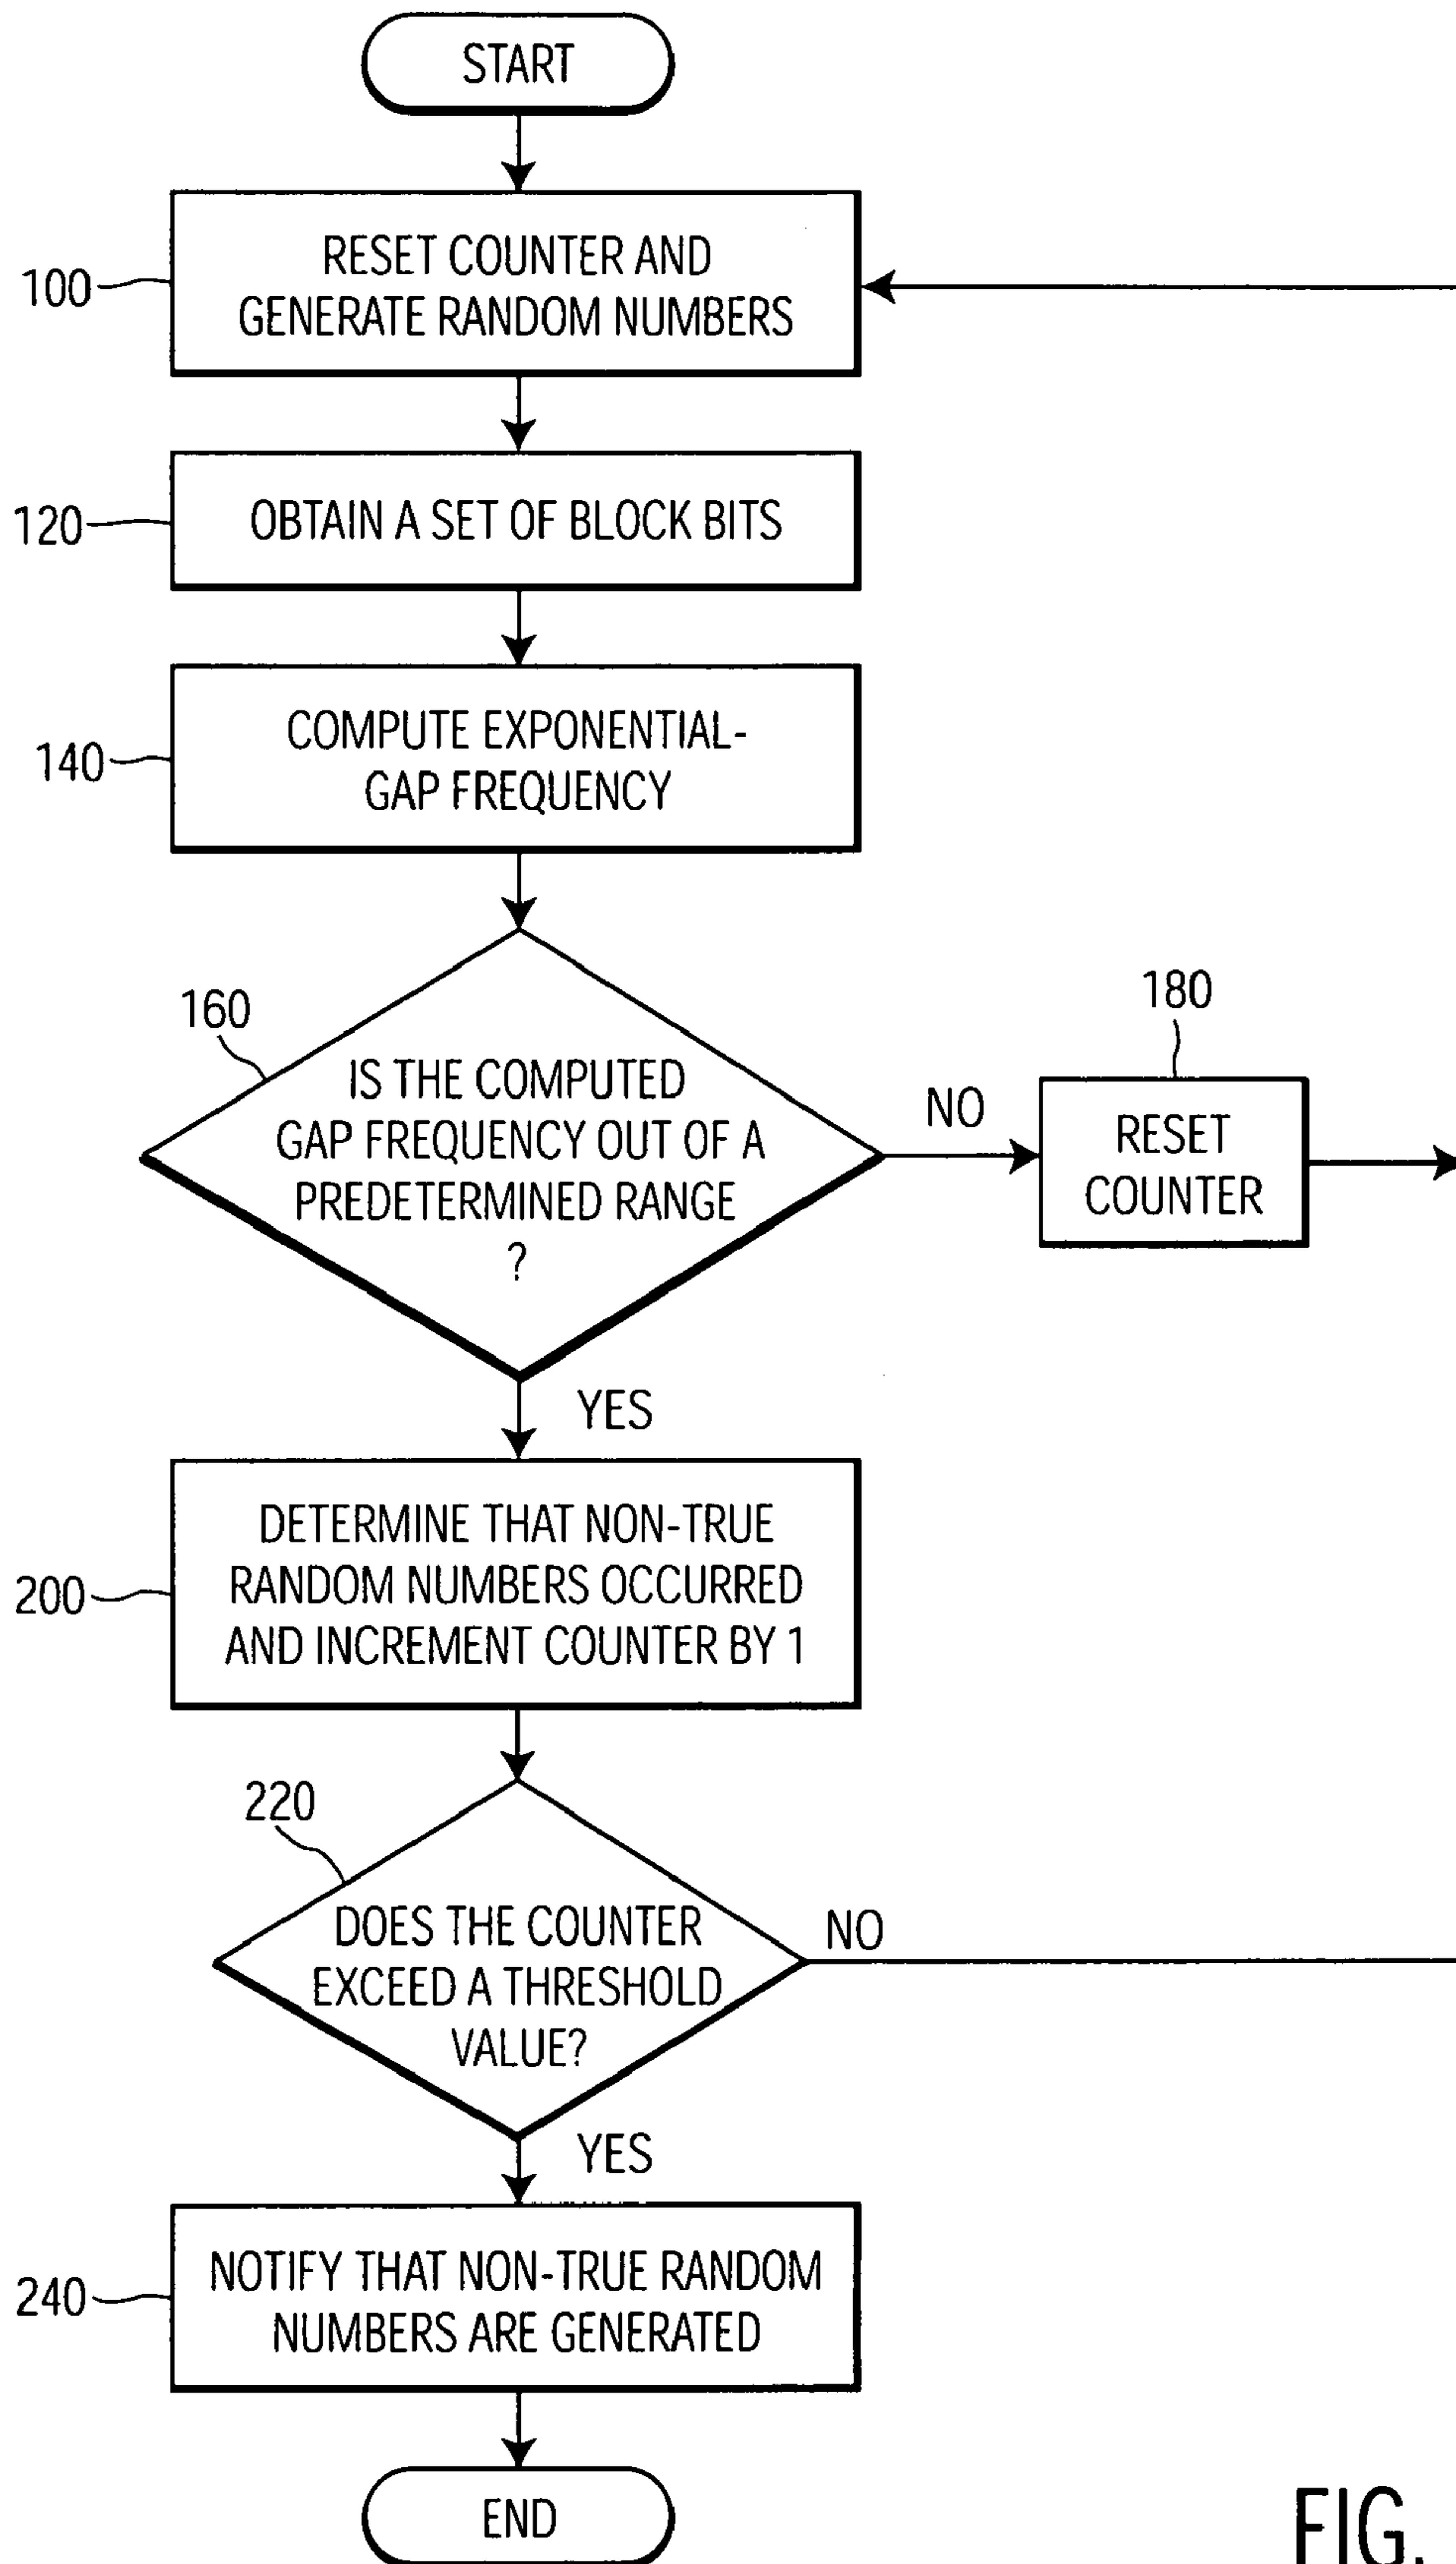 START
RESET COUNTER AND
GENERATE RANDOM NUMBERS
100
OBTAIN A SET OF BLOCK BITS
120
COMPUTE EXPONENTIAL-
GAP FREQUENCY
140
160
IS THE COMPUTED
GAP FREQUENCY OUT OF A
PREDETERMINED RANGE
?
NO
180
RESET
COUNTER
YES
DETERMINE THAT NON-TRUE
RANDOM NUMBERS OCCURRED
AND INCREMENT COUNTER BY 1
200
220
DOES THE COUNTER
EXCEED A THRESHOLD
VALUE?
NO
YES
NOTIFY THAT NON-TRUE RANDOM
NUMBERS ARE GENERATED
240
END
FIG.